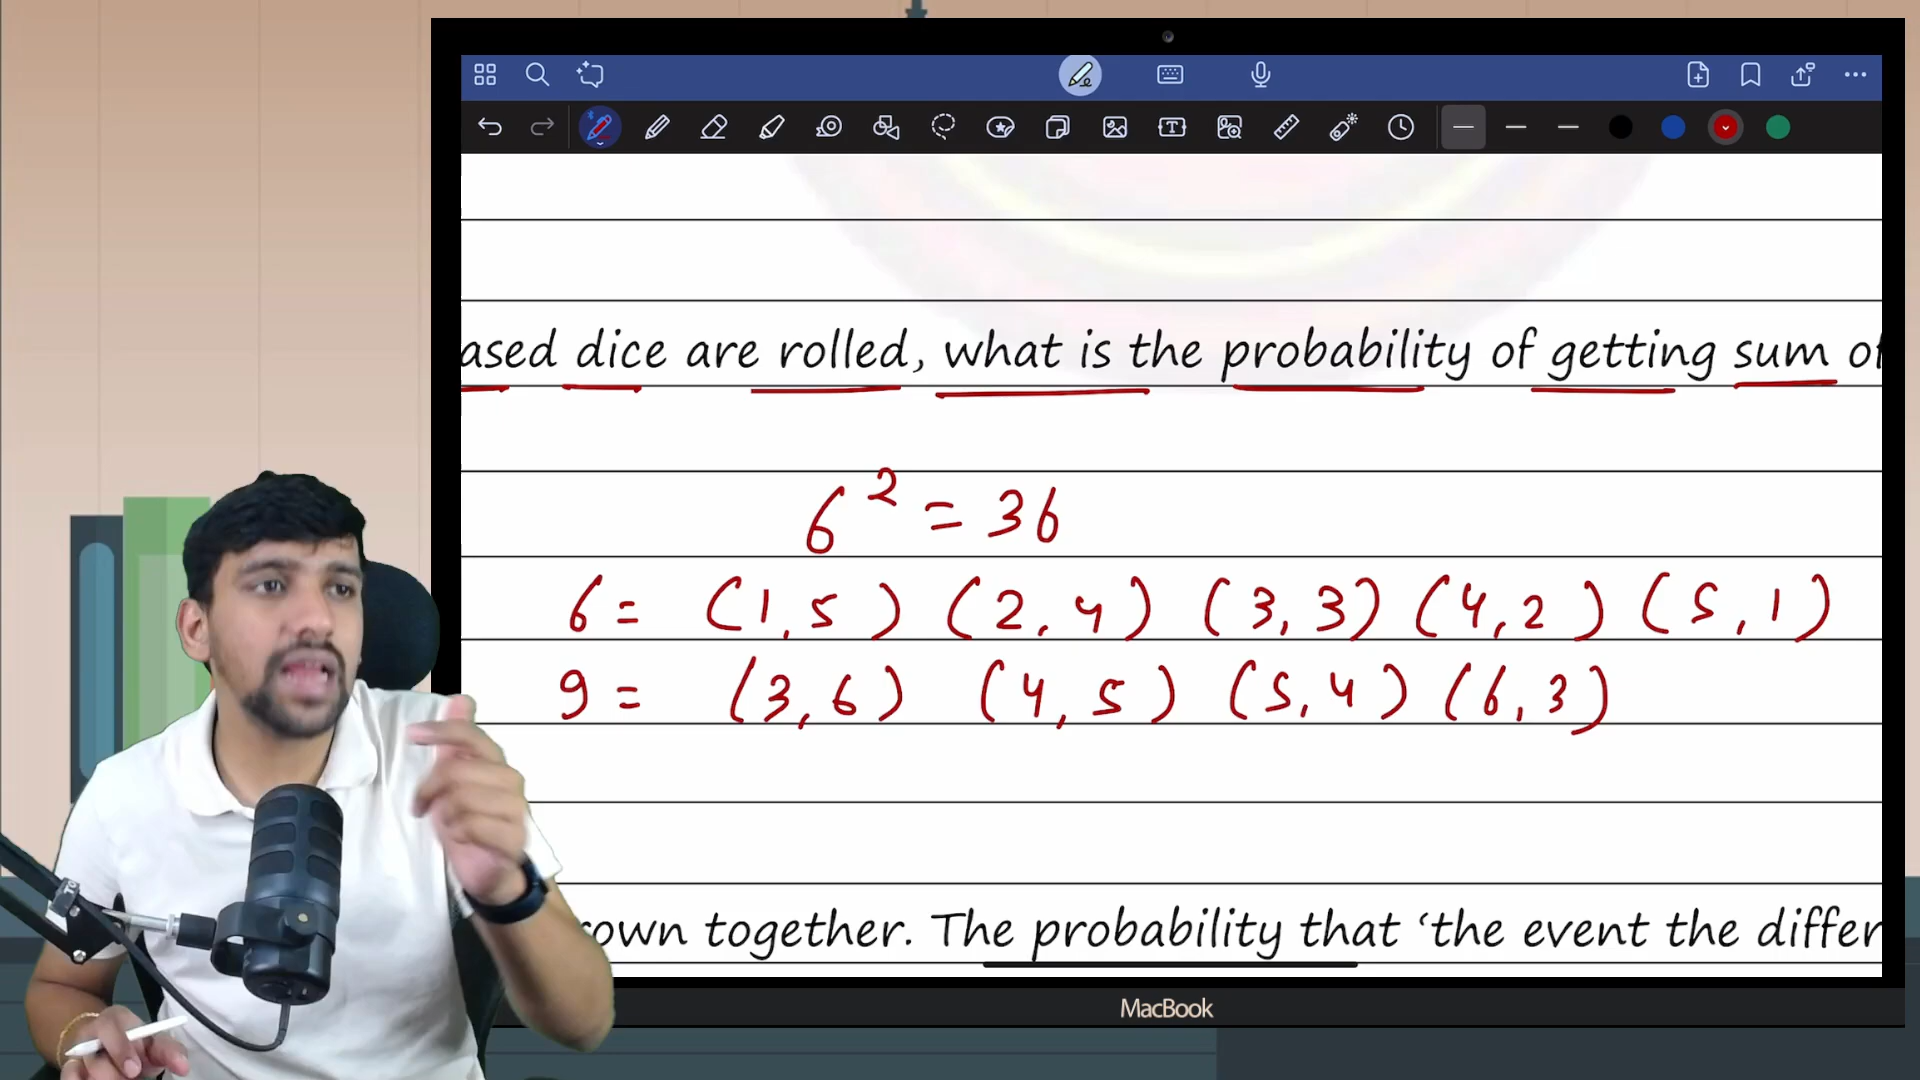 ased dice are rolled, what is the probability of getting sum of
6² = 36
6 = (1, 5) (2, 4) (3, 3) (4, 2) (5, 1)
9 = (3, 6) (4, 5) (5, 4) (6, 3)
rown together. The probability that ‘the event the differ
MacBook